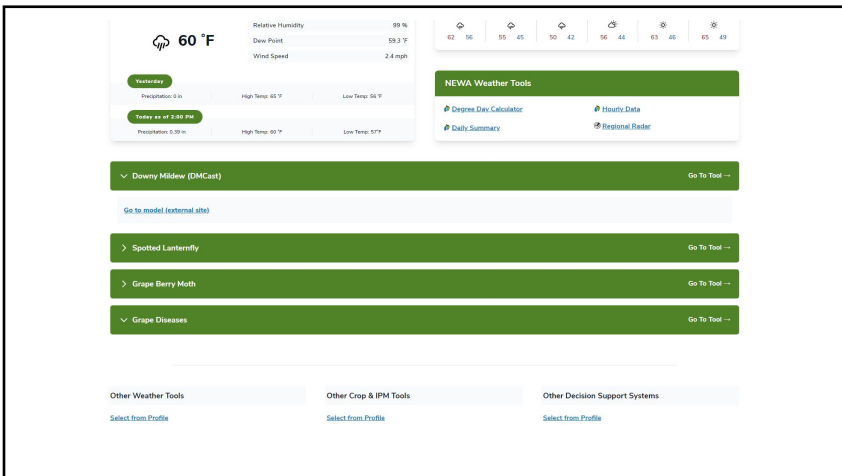 60 °F
Relative Humidity 99 %
Dew Point 59.3 °F
Wind Speed 2.4 mph
Yesterday
Precipitation: 0 in High Temp: 65 °F Low Temp: 56 °F
Today as of 2:00 PM
Precipitation: 0.39 in High Temp: 60 °F Low Temp: 57°F
62 56 55 45 50 42 56 44 63 46 65 49
NEWA Weather Tools
Degree Day Calculator Hourly Data
Daily Summary Regional Radar
Downy Mildew (DMCast) Go To Tool →
Go to model (external site)
Spotted Lanternfly Go To Tool →
Grape Berry Moth Go To Tool →
Grape Diseases Go To Tool →
Other Weather Tools Other Crop & IPM Tools Other Decision Support Systems
Select from Profile Select from Profile Select from Profile